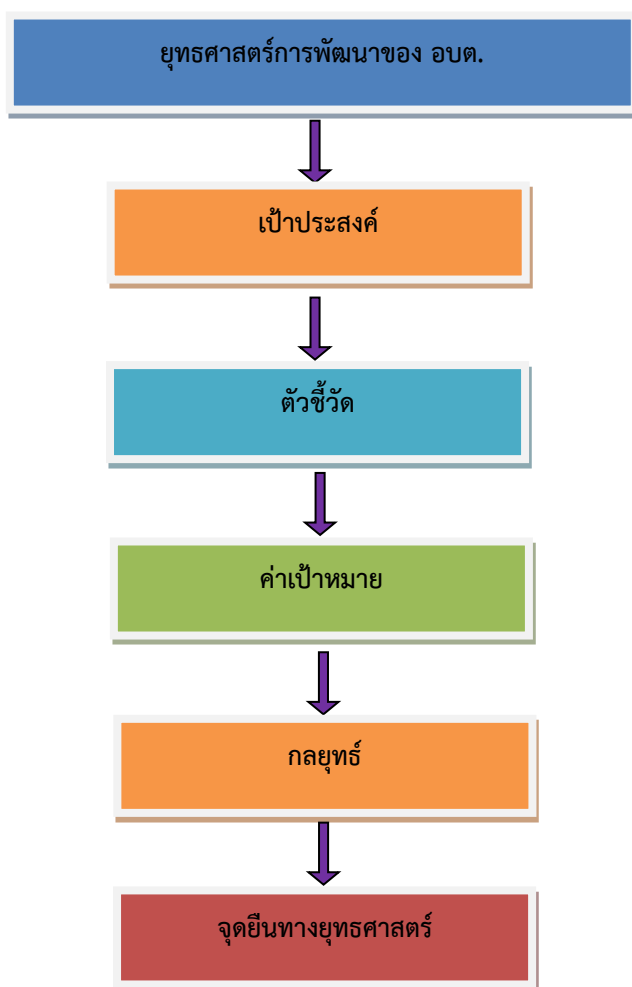 ยุทธศาสตร์การพัฒนาของ อบต.
เป้าประสงค์
ตัวชี้วัด
ค่าเป้าหมาย
กลยุทธ์
จุดยืนทางยุทธศาสตร์